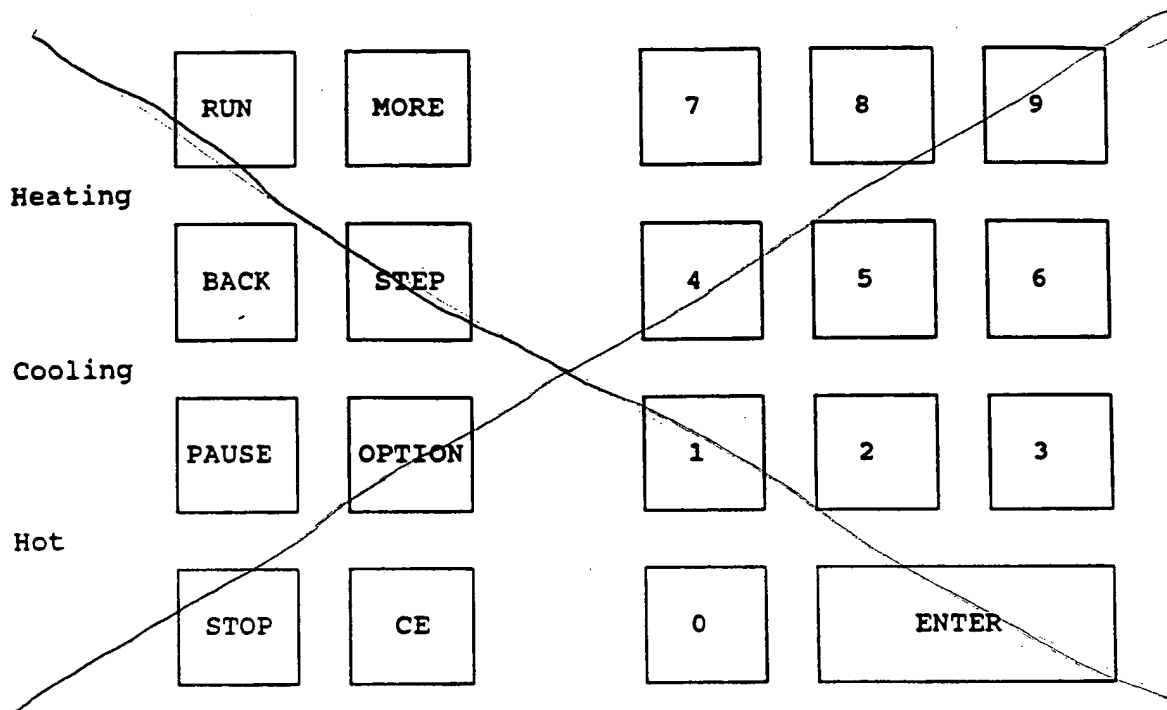 RUN MORE 7 8 9
Heating
BACK STEP 4 5 6
Cooling
PAUSE OPTION 1 2 3
Hot
STOP CE 0 ENTER